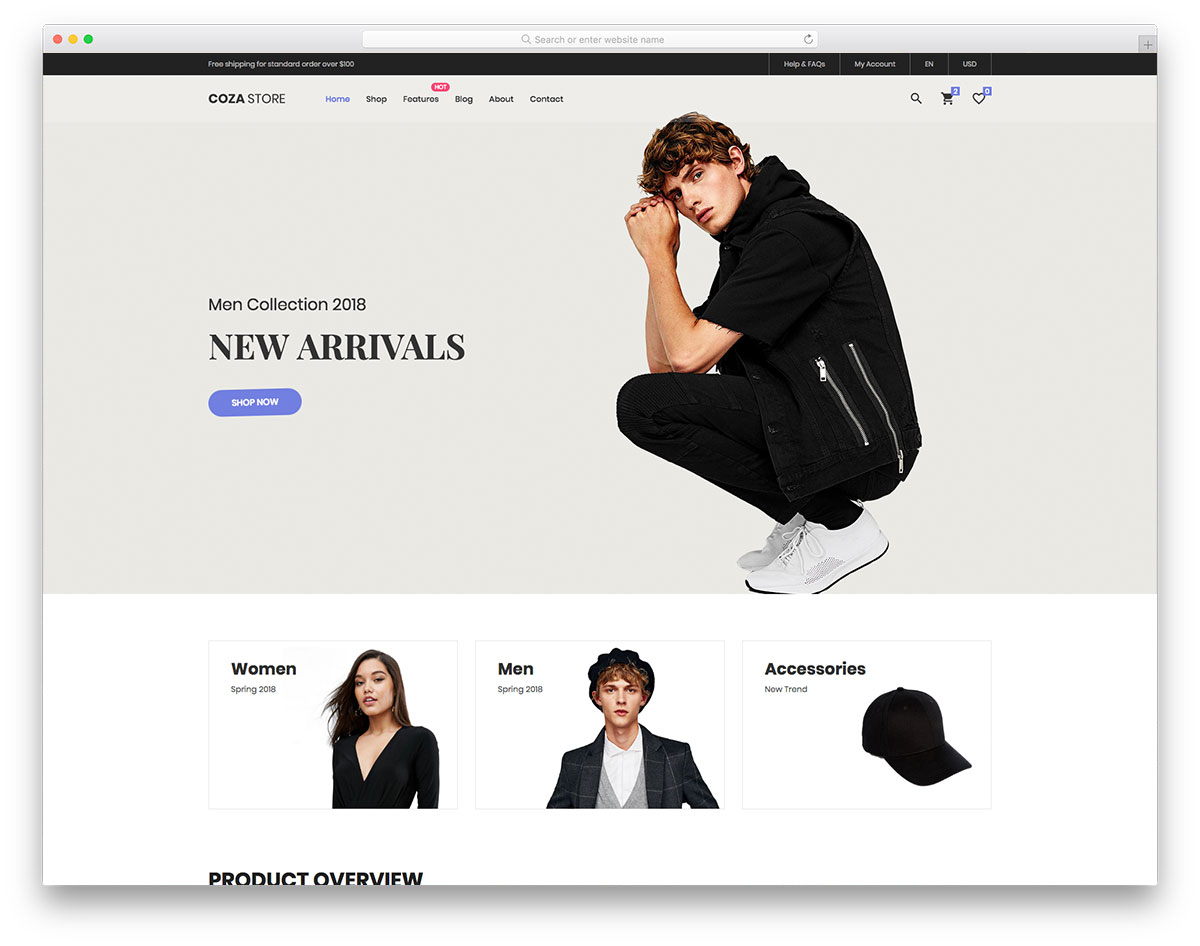 Search or enter website name
Free shipping for standard order over $100
Help & FAQs
My Account
EN
USD
COZA STORE
Home
Shop
Features
HOT
Blog
About
Contact
2
0
Men Collection 2018
NEW ARRIVALS
SHOP NOW
Women
Spring 2018
Men
Spring 2018
Accessories
New Trend
PRODUCT OVERVIEW